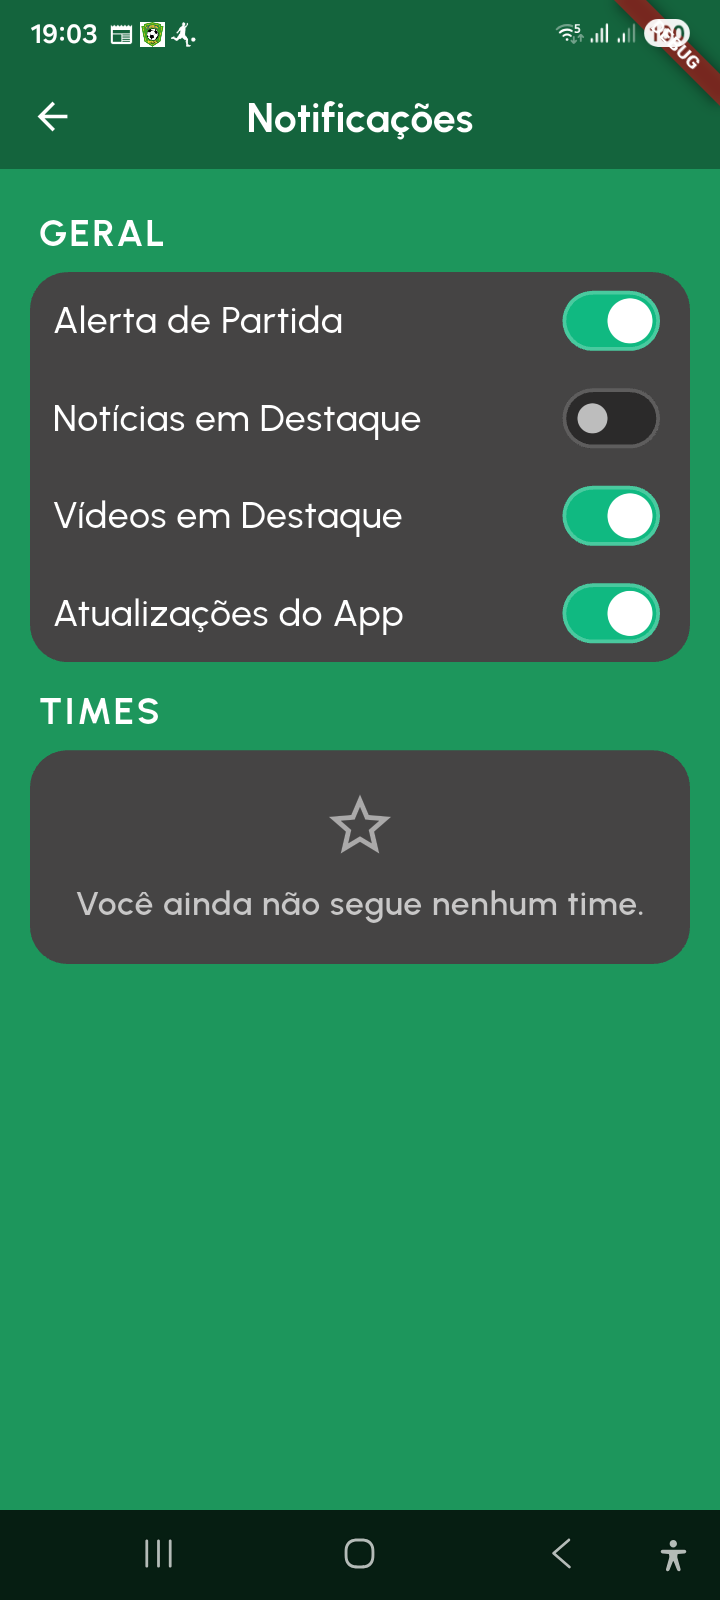 19:03
Notificações
GERAL
Alerta de Partida
Notícias em Destaque
Vídeos em Destaque
Atualizações do App
TIMES
Você ainda não segue nenhum time.